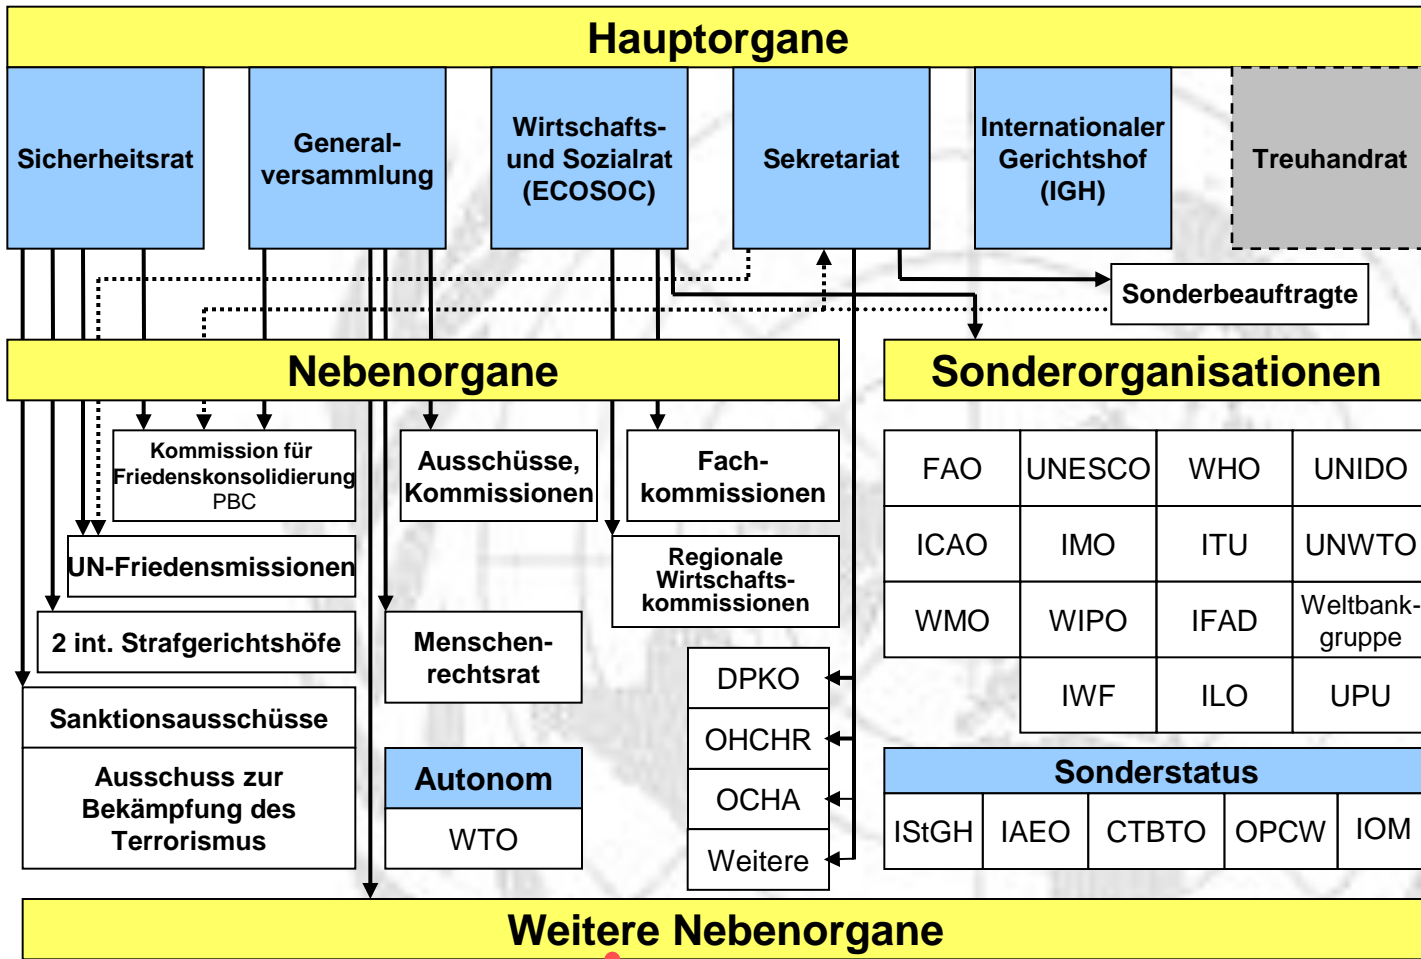 Hauptorgane
Sicherheitsrat
General-
versammlung
Wirtschafts-
und Sozialrat
(ECOSOC)
Sekretariat
Internationaler
Gerichtshof
(IGH)
Treuhandrat
Sonderbeauftragte
Nebenorgane
Sonderorganisationen
Kommission für
Friedenskonsolidierung
PBC
Ausschüsse,
Kommissionen
Fach-
kommissionen
UN-Friedensmissionen
Regionale
Wirtschafts-
kommissionen
2 int. Strafgerichtshöfe
Menschen-
rechtsrat
Sanktionsausschüsse
Ausschuss zur
Bekämpfung des
Terrorismus
Autonom
WTO
DPKO
OHCHR
OCHA
Weitere
FAO UNESCO WHO UNIDO
ICAO IMO ITU UNWTO
WMO WIPO IFAD Weltbank-
gruppe
IWF ILO UPU
Sonderstatus
IStGH IAEO CTBTO OPCW IOM
Weitere Nebenorgane